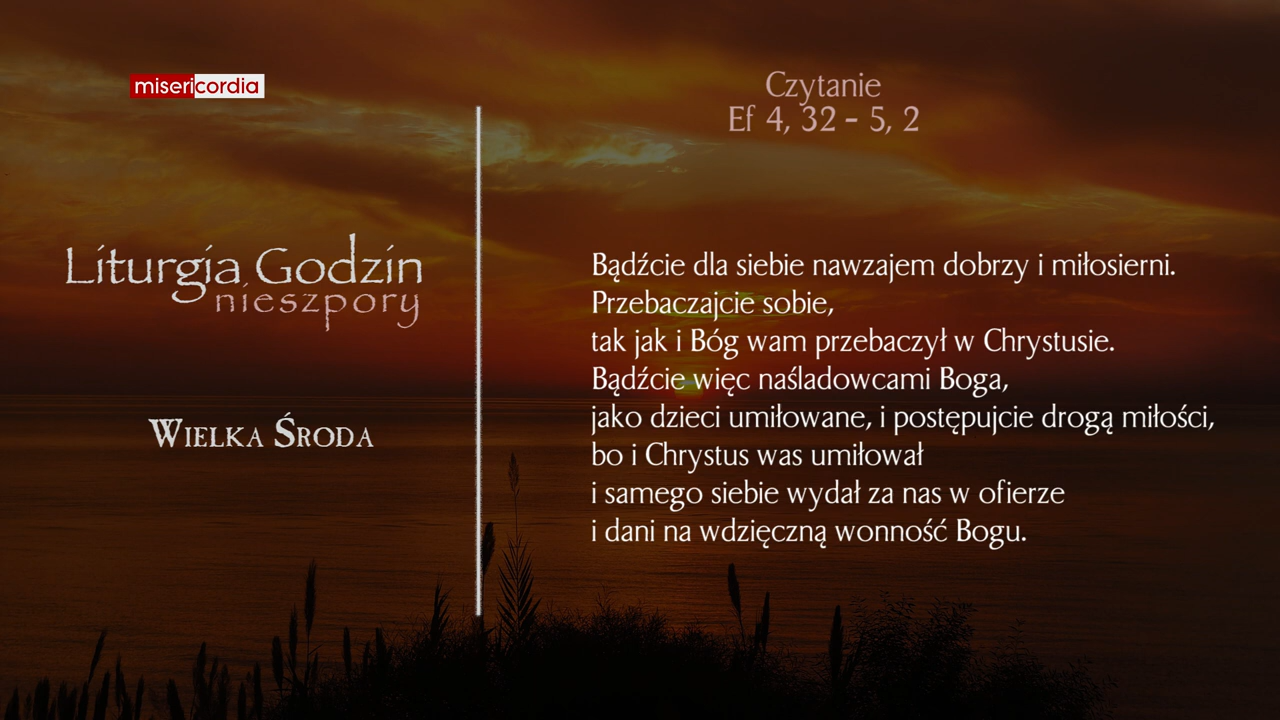 misericordia
Czytanie
Ef 4, 32 - 5, 2
Liturgia Godzin
nieszpory
Wielka Środa
Bądźcie dla siebie nawzajem dobrzy i miłosierni.
Przebaczajcie sobie,
tak jak i Bóg wam przebaczył w Chrystusie.
Bądźcie więc naśladowcami Boga,
jako dzieci umiłowane, i postępujcie drogą miłości,
bo i Chrystus was umiłował
i samego siebie wydał za nas w ofierze
i dani na wdzięczną wonność Bogu.